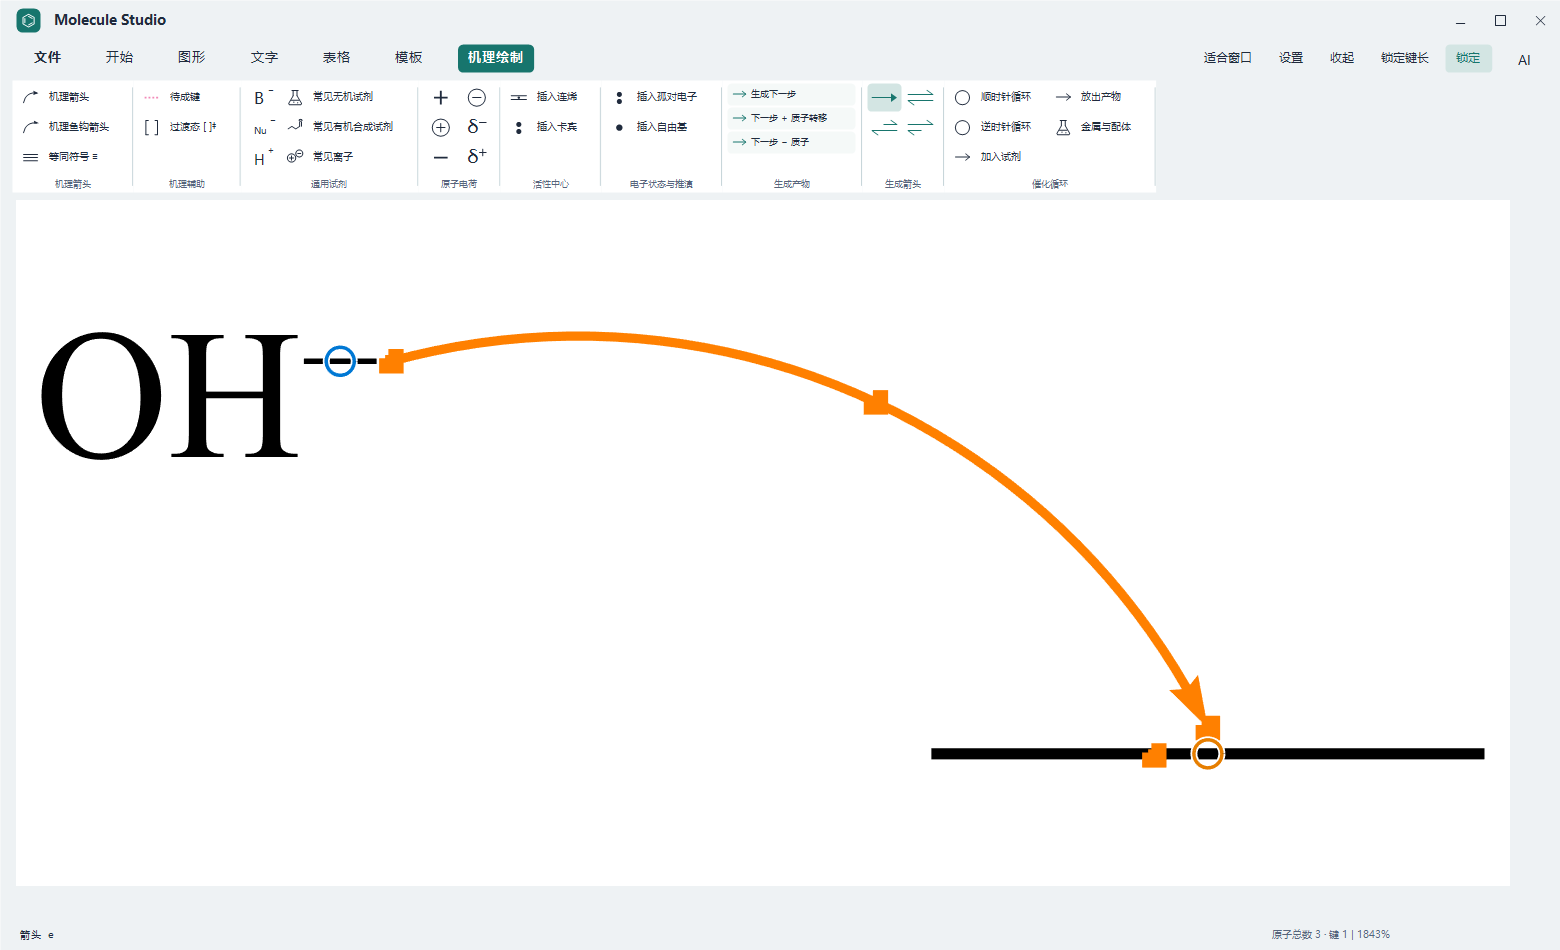 Molecule Studio
文件 开始 图形 文字 表格 模板 机理绘制 适合窗口 设置 收起 锁定键长 锁定 AI
机理箭头 待成键 B⁻ 常见无机试剂 插入连烯 插入孤对电子 生成下一步 顺时针循环 放出产物
机理鱼钩箭头 过渡态 [ ]‡ Nu⁻ 常见有机合成试剂 δ⁻ 插入卡宾 插入自由基 下一步 + 质子转移 逆时针循环 金属与配体
等同符号 ≡ H⁺ 常见离子 δ⁺ 下一步 − 质子 加入试剂
机理箭头 机理辅助 通用试剂 原子电荷 活性中心 电子状态与推演 生成产物 生成箭头 催化循环
OH
箭头 e 原子总数 3 · 键 1 | 1843%